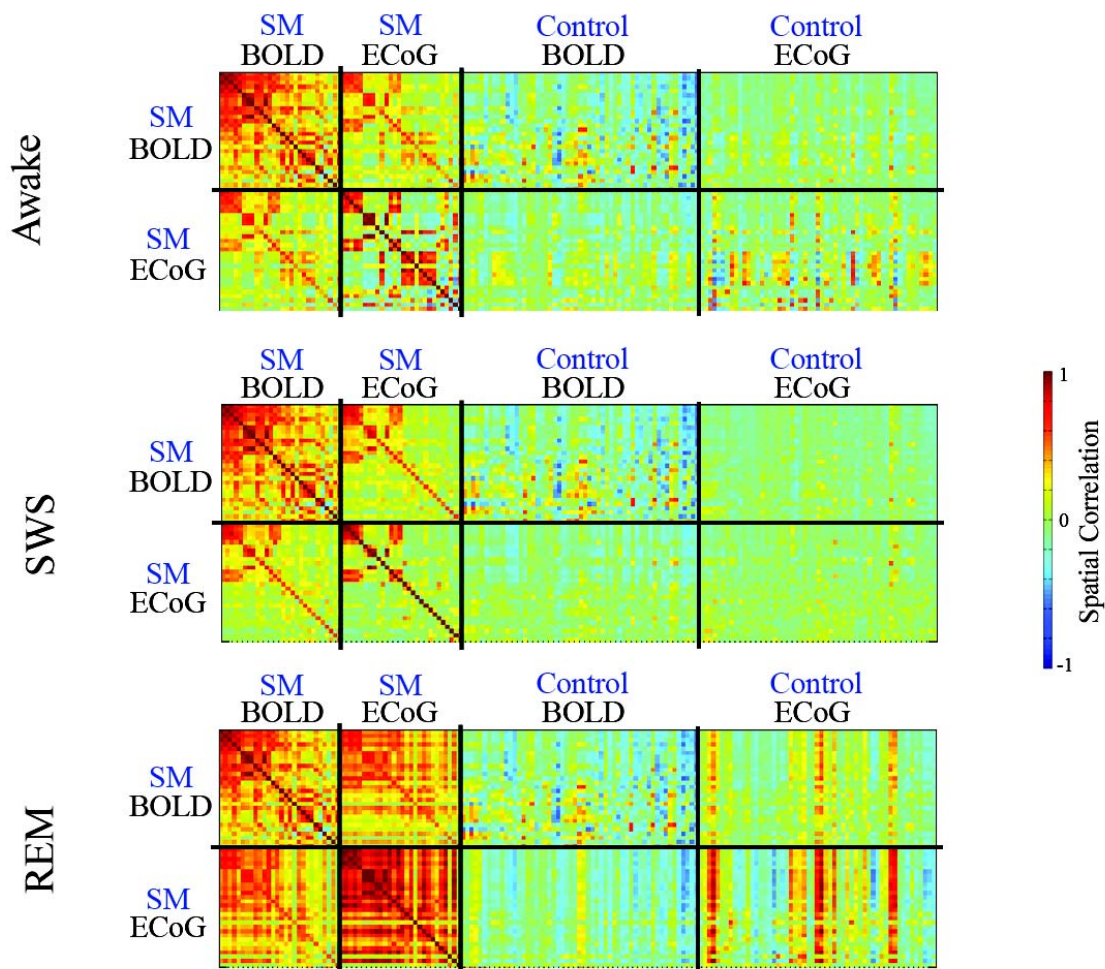 SM SM Control Control
BOLD ECoG BOLD ECoG
Awake
SM
BOLD
SM
ECoG
SM SM Control Control
BOLD ECoG BOLD ECoG
SWS
SM
BOLD
SM
ECoG
1
0
-1
Spatial Correlation
SM SM Control Control
BOLD ECoG BOLD ECoG
REM
SM
BOLD
SM
ECoG